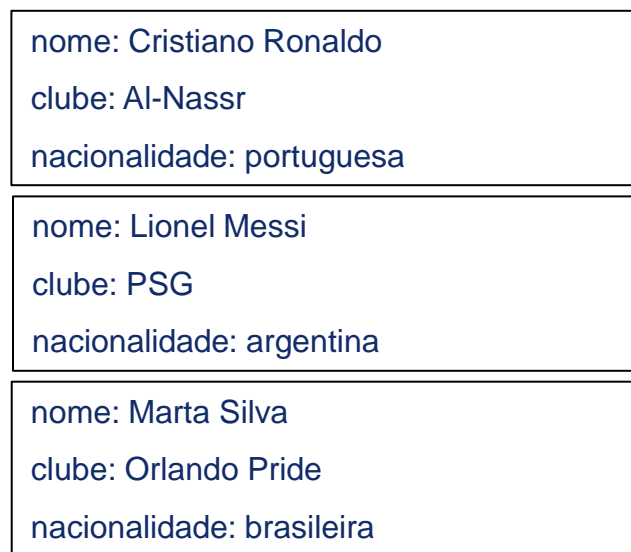 nome: Cristiano Ronaldo
clube: Al-Nassr
nacionalidade: portuguesa
nome: Lionel Messi
clube: PSG
nacionalidade: argentina
nome: Marta Silva
clube: Orlando Pride
nacionalidade: brasileira